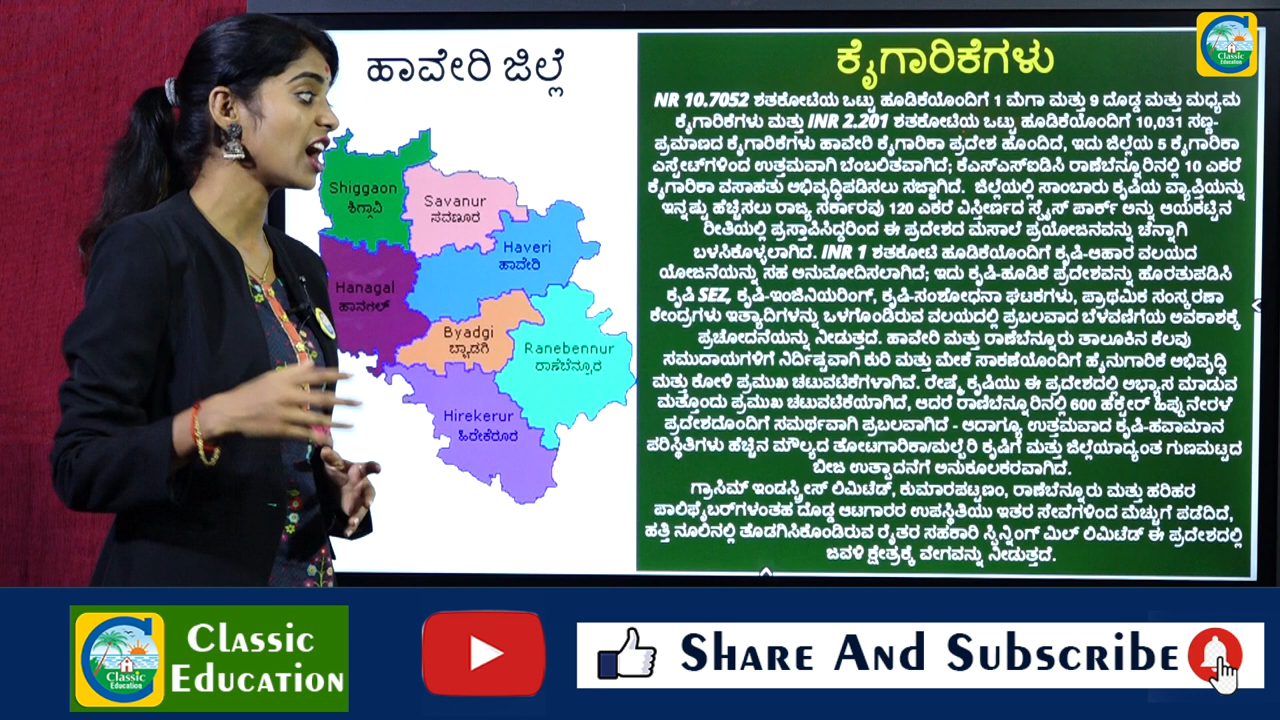 ಹಾವೇರಿ ಜಿಲ್ಲೆ
Shiggaon
ಶಿಗ್ಗಾವಿ
Savanur
ಸವಣೂರ
Haveri
ಹಾವೇರಿ
Hanagal
ಹಾನಗಲ್
Byadgi
ಬ್ಯಾಡಗಿ
Ranebennur
ರಾಣೆಬೆನ್ನೂರ
Hirekerur
ಹಿರೇಕೆರೂರ
ಕೈಗಾರಿಕೆಗಳು
NR 10.7052 ಶತಕೋಟಿಯ ಒಟ್ಟು ಹೂಡಿಕೆಯೊಂದಿಗೆ 1 ಮೆಗಾ ಮತ್ತು 9 ದೊಡ್ಡ ಮತ್ತು ಮಧ್ಯಮ
ಕೈಗಾರಿಕೆಗಳು ಮತ್ತು INR 2.201 ಶತಕೋಟಿಯ ಒಟ್ಟು ಹೂಡಿಕೆಯೊಂದಿಗೆ 10,031 ಸಣ್ಣ-
ಪ್ರಮಾಣದ ಕೈಗಾರಿಕೆಗಳು ಹಾವೇರಿ ಕೈಗಾರಿಕಾ ಪ್ರದೇಶ ಹೊಂದಿದೆ, ಇದು ಜಿಲ್ಲೆಯ 5 ಕೈಗಾರಿಕಾ
ಎಸ್ಟೇಟ್‌ಗಳಿಂದ ಉತ್ತಮವಾಗಿ ಬೆಂಬಲಿತವಾಗಿದೆ; ಕೆಎಸ್ಎಸ್ಐಡಿಸಿ ರಾಣೆಬೆನ್ನೂರಿನಲ್ಲಿ 10 ಎಕರೆ
ಕೈಗಾರಿಕಾ ವಸಾಹತು ಅಭಿವೃದ್ಧಿಪಡಿಸಲು ಸಜ್ಜಾಗಿದೆ. ಜಿಲ್ಲೆಯಲ್ಲಿ ಸಾಂಬಾರು ಕೃಷಿಯ ವ್ಯಾಪ್ತಿಯನ್ನು
ಇನ್ನಷ್ಟು ಹೆಚ್ಚಿಸಲು ರಾಜ್ಯ ಸರ್ಕಾರವು 120 ಎಕರೆ ವಿಸ್ತೀರ್ಣದ ಸ್ಪೈಸ್ ಪಾರ್ಕ್ ಅನ್ನು ಆಯಕಟ್ಟಿನ
ರೀತಿಯಲ್ಲಿ ಪ್ರಸ್ತಾಪಿಸಿದ್ದರಿಂದ ಈ ಪ್ರದೇಶದ ಮಸಾಲೆ ಪ್ರಯೋಜನವನ್ನು ಚೆನ್ನಾಗಿ
ಬಳಸಿಕೊಳ್ಳಲಾಗಿದೆ. INR 1 ಶತಕೋಟಿ ಹೂಡಿಕೆಯೊಂದಿಗೆ ಕೃಷಿ-ಆಹಾರ ವಲಯದ
ಯೋಜನೆಯನ್ನು ಸಹ ಅನುಮೋದಿಸಲಾಗಿದೆ; ಇದು ಕೃಷಿ-ಹೂಡಿಕೆ ಪ್ರದೇಶವನ್ನು ಹೊರತುಪಡಿಸಿ
ಕೃಷಿ SEZ, ಕೃಷಿ-ಇಂಜಿನಿಯರಿಂಗ್, ಕೃಷಿ-ಸಂಶೋಧನಾ ಘಟಕಗಳು, ಪ್ರಾಥಮಿಕ ಸಂಸ್ಕರಣಾ
ಕೇಂದ್ರಗಳು ಇತ್ಯಾದಿಗಳನ್ನು ಒಳಗೊಂಡಿರುವ ವಲಯದಲ್ಲಿ ಪ್ರಬಲವಾದ ಬೆಳವಣಿಗೆಯ ಅವಕಾಶಕ್ಕೆ
ಪ್ರಚೋದನೆಯನ್ನು ನೀಡುತ್ತದೆ. ಹಾವೇರಿ ಮತ್ತು ರಾಣೆಬೆನ್ನೂರು ತಾಲೂಕಿನ ಕೆಲವು
ಸಮುದಾಯಗಳಿಗೆ ನಿರ್ದಿಷ್ಟವಾಗಿ ಕುರಿ ಮತ್ತು ಮೇಕೆ ಸಾಕಣೆಯೊಂದಿಗೆ ಹೈನುಗಾರಿಕೆ ಅಭಿವೃದ್ಧಿ
ಮತ್ತು ಕೋಳಿ ಪ್ರಮುಖ ಚಟುವಟಿಕೆಗಳಾಗಿವೆ. ರೇಷ್ಮೆ ಕೃಷಿಯು ಈ ಪ್ರದೇಶದಲ್ಲಿ ಅಭ್ಯಾಸ ಮಾಡುವ
ಮತ್ತೊಂದು ಪ್ರಮುಖ ಚಟುವಟಿಕೆಯಾಗಿದೆ, ಆದರೆ ರಾಣಿಬೆನ್ನೂರಿನಲ್ಲಿ 600 ಹೆಕ್ಟೇರ್ ಹಿಪ್ಪುನೇರಳೆ
ಪ್ರದೇಶದೊಂದಿಗೆ ಸಮರ್ಥವಾಗಿ ಪ್ರಬಲವಾಗಿದೆ - ಆದಾಗ್ಯೂ ಉತ್ತಮವಾದ ಕೃಷಿ-ಹವಾಮಾನ
ಪರಿಸ್ಥಿತಿಗಳು ಹೆಚ್ಚಿನ ಮೌಲ್ಯದ ತೋಟಗಾರಿಕಾ/ಮಲ್ಬೆರಿ ಕೃಷಿಗೆ ಮತ್ತು ಜಿಲ್ಲೆಯಾದ್ಯಂತ ಗುಣಮಟ್ಟದ
ಬೀಜ ಉತ್ಪಾದನೆಗೆ ಅನುಕೂಲಕರವಾಗಿದೆ.
ಗ್ರಾಸಿಮ್ ಇಂಡಸ್ಟ್ರೀಸ್ ಲಿಮಿಟೆಡ್, ಕುಮಾರಪಟ್ಟಣಂ, ರಾಣೆಬೆನ್ನೂರು ಮತ್ತು ಹರಿಹರ
ಪಾಲಿಫೈಬರ್‌ಗಳಂತಹ ದೊಡ್ಡ ಆಟಗಾರರ ಉಪಸ್ಥಿತಿಯು ಇತರ ಸೇವೆಗಳಿಂದ ಮೆಚ್ಚುಗೆ ಪಡೆದಿದೆ,
ಹತ್ತಿ ನೂಲಿನಲ್ಲಿ ತೊಡಗಿಸಿಕೊಂಡಿರುವ ರೈತರ ಸಹಕಾರಿ ಸ್ಪಿನ್ನಿಂಗ್ ಮಿಲ್ ಲಿಮಿಟೆಡ್ ಈ ಪ್ರದೇಶದಲ್ಲಿ
ಜವಳಿ ಕ್ಷೇತ್ರಕ್ಕೆ ವೇಗವನ್ನು ನೀಡುತ್ತದೆ.
Classic
Education
Classic
Education
Classic
Education
Share And Subscribe